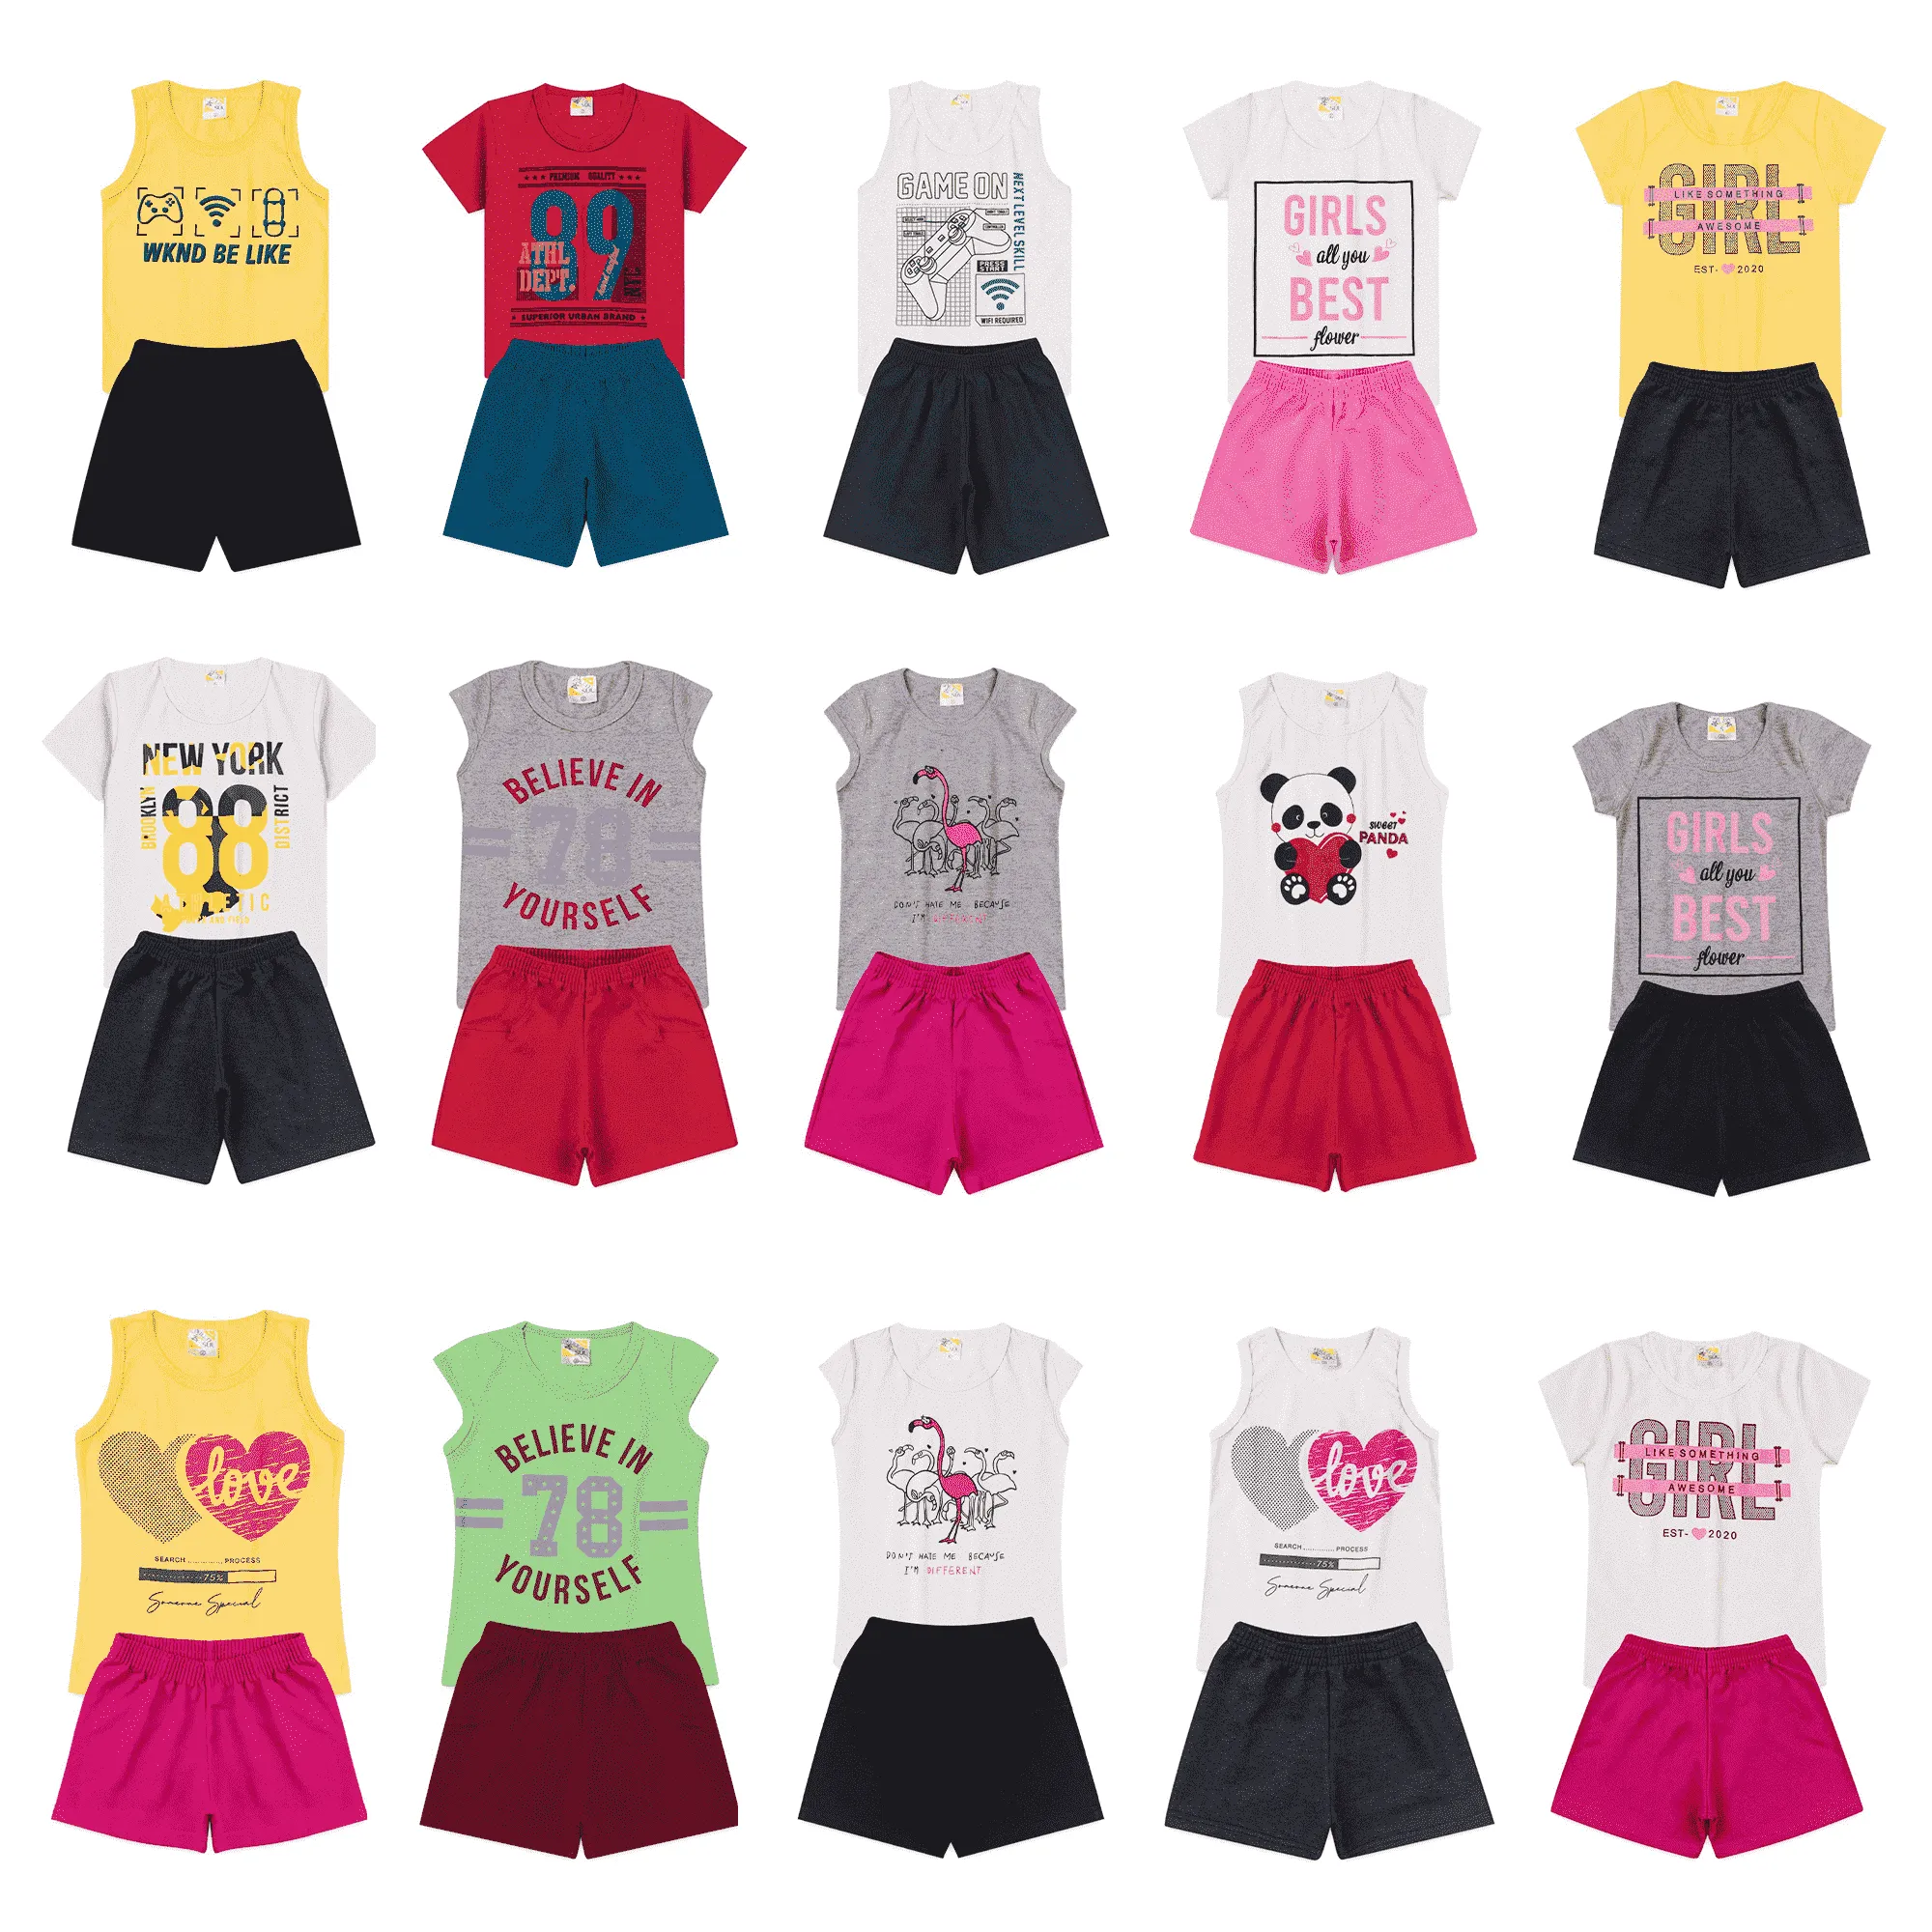 WKND BE LIKE
★ ★ ★ PREMIUM QUALITY ★ ★ ★
89
ATHL
DEPT.
★ SUPERIOR URBAN BRAND ★
GAME ON
NEXT LEVEL SKILL
PRESS
START
WIFI REQUIRED
GIRLS
all you
BEST
flower
GIRL
LIKE SOMETHING
AWESOME
EST- 2020
NEW YORK
BROOKLYN
88
DISTRICT
ATHLETIC
BELIEVE IN
78
YOURSELF
DON'T HATE ME BECAUSE
I'M DIFFERENT
SWEET
PANDA
GIRLS
all you
BEST
flower
love
SEARCH ............. PROCESS
75%
Someone Special
BELIEVE IN
78
YOURSELF
DON'T HATE ME BECAUSE
I'M DIFFERENT
love
SEARCH ............. PROCESS
75%
Someone Special
GIRL
LIKE SOMETHING
AWESOME
EST- 2020